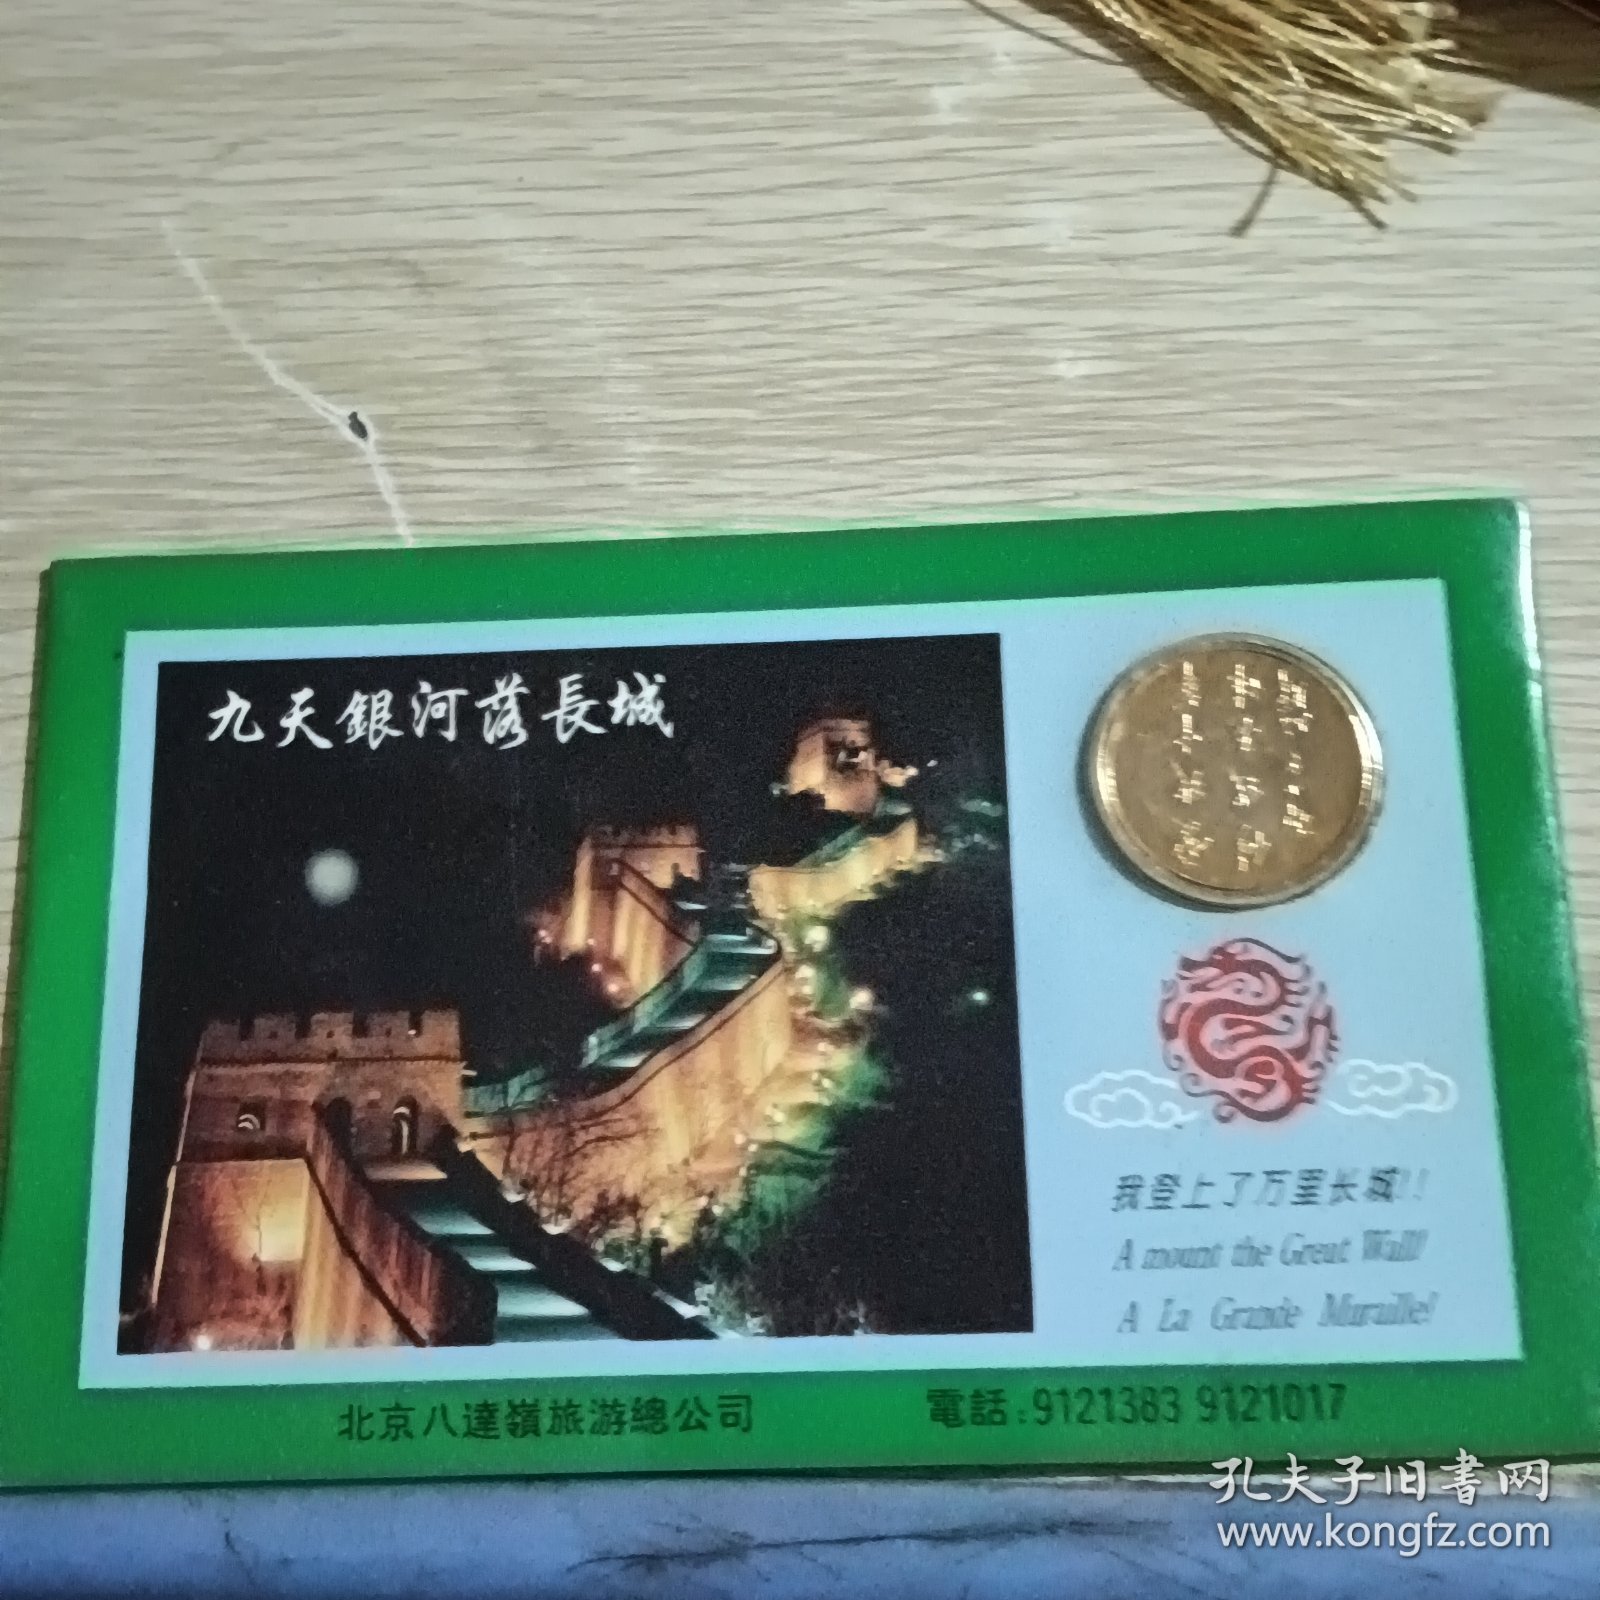 九天銀河落長城
我登上了万里长城!!
A mount the Great Wall!
A La Grande Muraille!
北京八達嶺旅游總公司
電話:9121383 9121017
孔夫子旧書网
www.kongfz.com